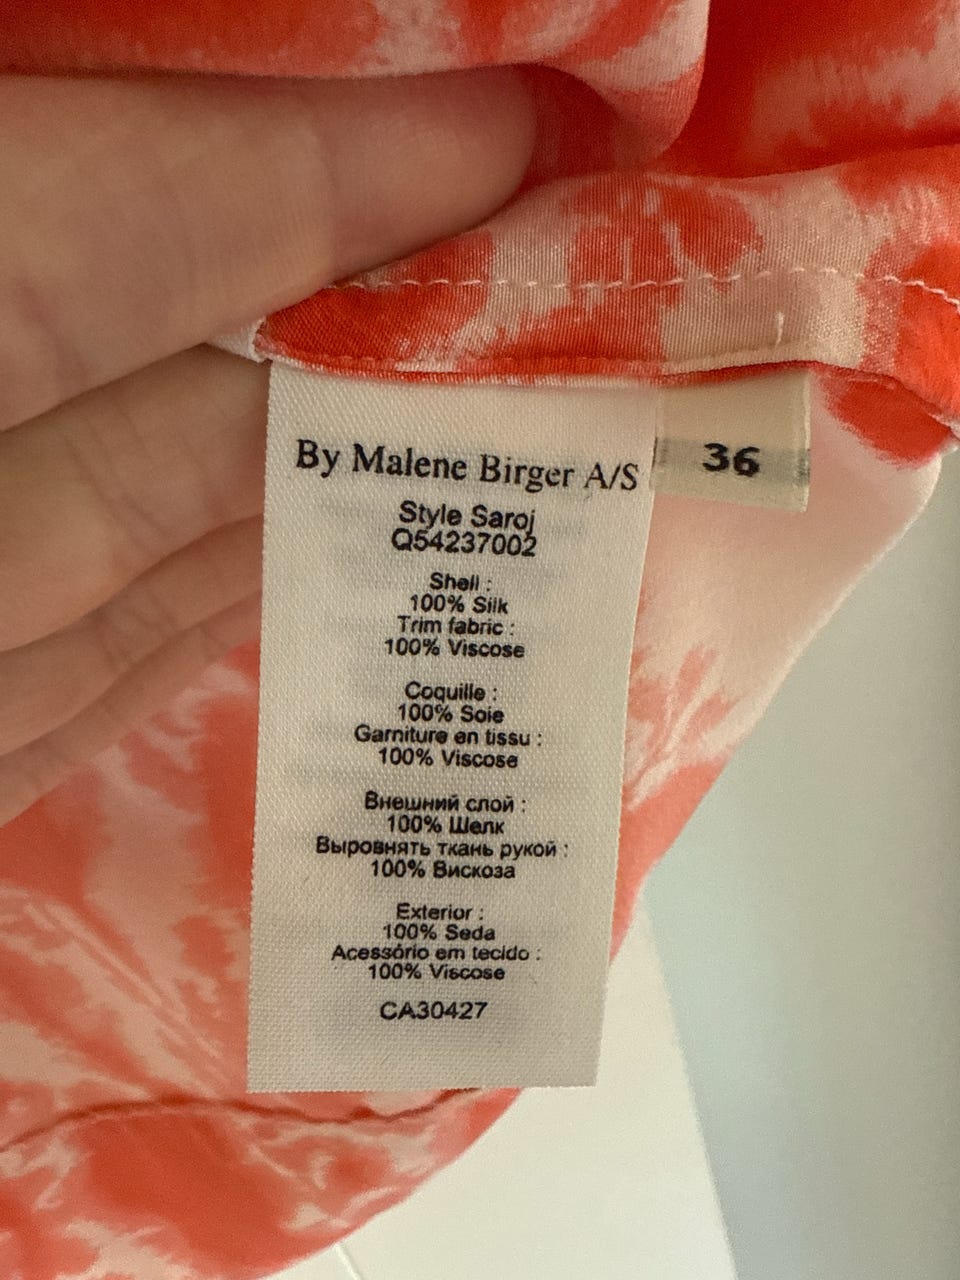 By Malene Birger A/S
36
Style Saroj
Q54237002
Shell :
100% Silk
Trim fabric :
100% Viscose
Coquille :
100% Soie
Garniture en tissu :
100% Viscose
Внешний слой :
100% Шелк
Выровнять ткань рукой :
100% Вискоза
Exterior :
100% Seda
Acessório em tecido :
100% Viscose
CA30427